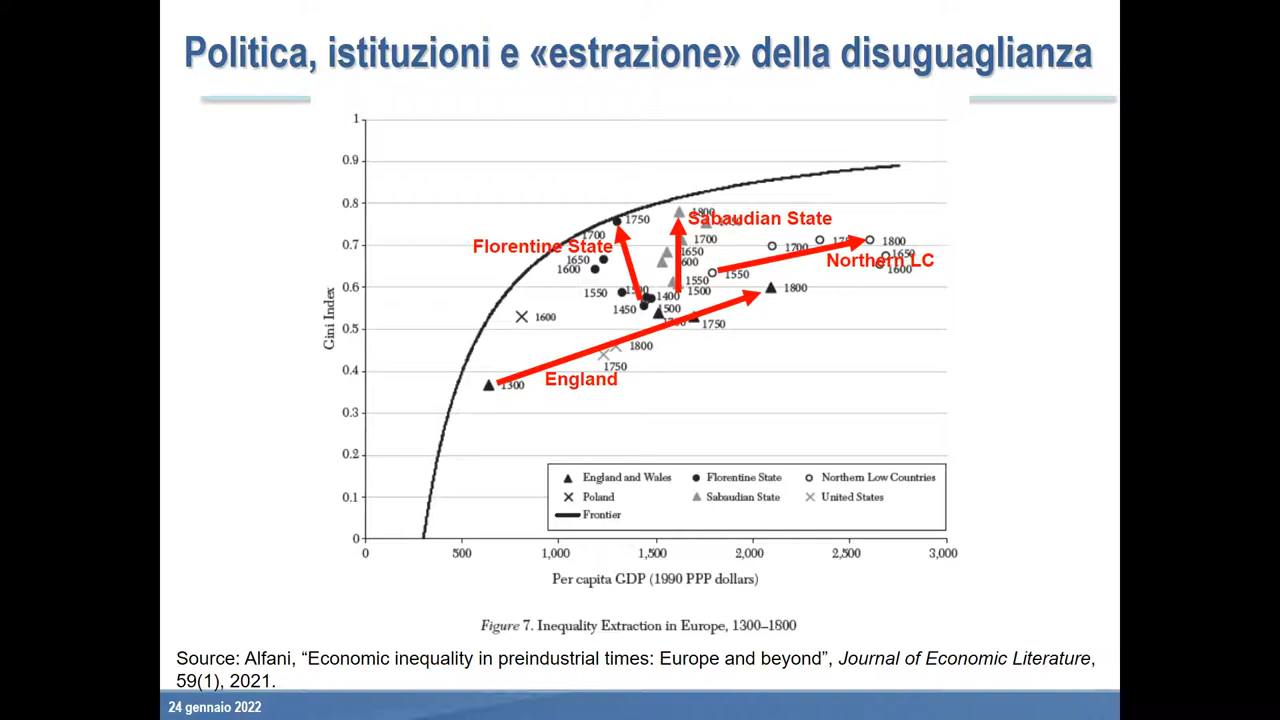 Politica, istituzioni e «estrazione» della disuguaglianza
1
0.9
0.8
0.7
0.6
0.5
0.4
0.3
0.2
0.1
0
Gini Index
0
500
1,000
1,500
2,000
2,500
3,000
Per capita GDP (1990 PPP dollars)
1750
1800
Sabaudian State
1700
Florentine State
1700
1700
1800
1650
1650
1650
1600
1600
Northern LC
1600
1550
1550
1550
1500
1400
1450
1500
1800
1600
1750
1800
1750
England
1300
England and Wales
Florentine State
Northern Low Countries
Poland
Sabaudian State
United States
Frontier
Figure 7. Inequality Extraction in Europe, 1300–1800
Source: Alfani, “Economic inequality in preindustrial times: Europe and beyond”, Journal of Economic Literature,
59(1), 2021.
24 gennaio 2022